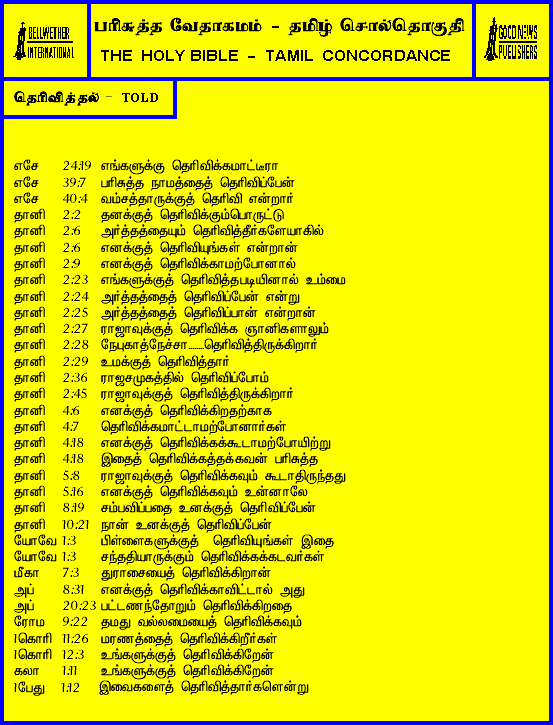 BELLWETHER INTERNATIONAL
பரிசுத்த வேதாகமம் - தமிழ் சொல்தொகுதி
THE HOLY BIBLE - TAMIL CONCORDANCE
GOOD NEWS PUBLISHERS
தெரிவித்தல் - TOLD
எசே 24:19 எங்களுக்கு தெரிவிக்கமாட்டீரா
எசே 39:7 பரிசுத்த நாமத்தைத் தெரிவிப்பேன்
எசே 40:4 வம்சத்தாருக்குத் தெரிவி என்றார்
தானி 2:2 தனக்குத் தெரிவிக்கும்பொருட்டு
தானி 2:6 அர்த்தத்தையும் தெரிவித்தீர்களேயாகில்
தானி 2:6 எனக்குத் தெரிவியுங்கள் என்றான்
தானி 2:9 எனக்குத் தெரிவிக்காமற்போனால்
தானி 2:23 எங்களுக்குத் தெரிவித்தபடியினால் உம்மை
தானி 2:24 அர்த்தத்தைத் தெரிவிப்பேன் என்று
தானி 2:25 அர்த்தத்தைத் தெரிவிப்பான் என்றான்
தானி 2:27 ராஜாவுக்குத் தெரிவிக்க ஞானிகளாலும்
தானி 2:28 நேபுகாத்நேச்சா.......தெரிவித்திருக்கிறார்
தானி 2:29 உமக்குத் தெரிவித்தார்
தானி 2:36 ராஜசமுகத்தில் தெரிவிப்போம்
தானி 2:45 ராஜாவுக்குத் தெரிவித்திருக்கிறார்
தானி 4:6 எனக்குத் தெரிவிக்கிறதற்காக
தானி 4:7 தெரிவிக்கமாட்டாமற்போனார்கள்
தானி 4:18 எனக்குத் தெரிவிக்கக்கூடாமற்போயிற்று
தானி 4:18 இதைத் தெரிவிக்கத்தக்கவன் பரிசுத்த
தானி 5:8 ராஜாவுக்குத் தெரிவிக்கவும் கூடாதிருந்தது
தானி 5:16 எனக்குத் தெரிவிக்கவும் உன்னாலே
தானி 8:19 சம்பவிப்பதை உனக்குத் தெரிவிப்பேன்
தானி 10:21 நான் உனக்குத் தெரிவிப்பேன்
யோவே 1:3 பிள்ளைகளுக்குத் தெரிவியுங்கள் இதை
யோவே 1:3 சந்ததியாருக்கும் தெரிவிக்கக்கடவர்கள்
மீகா 7:3 துராசையைத் தெரிவிக்கிறான்
அப் 8:31 எனக்குத் தெரிவிக்காவிட்டால் அது
அப் 20:23 பட்டணந்தோறும் தெரிவிக்கிறதை
ரோம 9:22 தமது வல்லமையைத் தெரிவிக்கவும்
1கொரி 11:26 மரணத்தைத் தெரிவிக்கிறீர்கள்
1கொரி 12:3 உங்களுக்குத் தெரிவிக்கிறேன்
கலா 1:11 உங்களுக்குத் தெரிவிக்கிறேன்
1பேது 1:12 இவைகளைத் தெரிவித்தார்களென்று